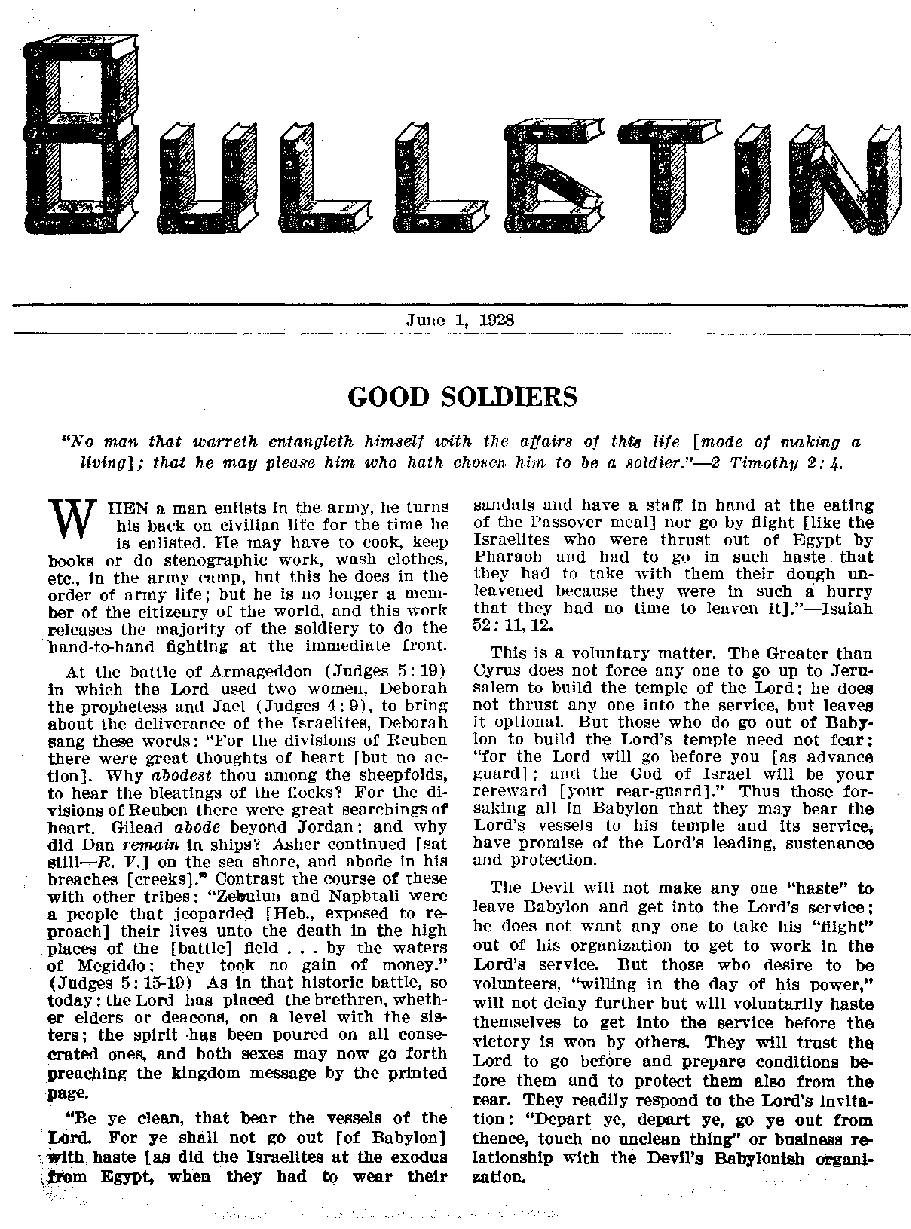 BULLETIN
June 1, 1928
GOOD SOLDIERS
"No man that warreth entangleth himself with the affairs of this life [mode of making a
living]; that he may please him who hath chosen him to be a soldier."—2 Timothy 2:4.
WHEN a man enlists in the army, he turns
his back on civilian life for the time he
is enlisted. He may have to cook, keep
books or do stenographic work, wash clothes,
etc., in the army camp, but this he does in the
order of army life; but he is no longer a mem-
ber of the citizenry of the world, and this work
releases the majority of the soldiery to do the
hand-to-hand fighting at the immediate front.
At the battle of Armageddon (Judges 5:19)
in which the Lord used two women, Deborah
the prophetess and Jael (Judges 4:9), to bring
about the deliverance of the Israelites, Deborah
sang these words: "For the divisions of Reuben
there were great thoughts of heart [but no ac-
tion]. Why abodest thou among the sheepfolds,
to hear the bleatings of the flocks? For the di-
visions of Reuben there were great searchings of
heart. Gilead abode beyond Jordan: and why
did Dan remain in ships? Asher continued [sat
still—R. V.] on the sea shore, and abode in his
breaches [creeks]." Contrast the course of these
with other tribes: "Zebulun and Naphtali were
a people that jeoparded [Heb., exposed to re-
proach] their lives unto the death in the high
places of the [battle] field . . . by the waters
of Megiddo; they took no gain of money."
(Judges 5:15-19) As in that historic battle, so
today: the Lord has placed the brethren, wheth-
er elders or deacons, on a level with the sis-
ters; the spirit has been poured on all conse-
crated ones, and both sexes may now go forth
preaching the kingdom message by the printed
page.
"Be ye clean, that bear the vessels of the
Lord. For ye shall not go out [of Babylon]
with haste [as did the Israelites at the exodus
from Egypt, when they had to wear their
sandals and have a staff in hand at the eating
of the Passover meal] nor go by flight [like the
Israelites who were thrust out of Egypt by
Pharaoh and had to go in such haste that
they had to take with them their dough un-
leavened because they were in such a hurry
that they had no time to leaven it]."—Isaiah
52:11, 12.
This is a voluntary matter. The Greater than
Cyrus does not force any one to go up to Jeru-
salem to build the temple of the Lord; he does
not thrust any one into the service, but leaves
it optional. But those who do go out of Baby-
lon to build the Lord's temple need not fear;
"for the Lord will go before you [as advance
guard]; and the God of Israel will be your
rereward [your rear-guard]." Thus those for-
saking all in Babylon that they may bear the
Lord's vessels to his temple and its service,
have promise of the Lord's leading, sustenance
and protection.
The Devil will not make any one "haste" to
leave Babylon and get into the Lord's service;
he does not want any one to take his "flight"
out of his organization to get to work in the
Lord's service. But those who desire to be
volunteers, "willing in the day of his power,"
will not delay further but will voluntarily haste
themselves to get into the service before the
victory is won by others. They will trust the
Lord to go before and prepare conditions be-
fore them and to protect them also from the
rear. They readily respond to the Lord's invita-
tion: "Depart ye, depart ye, go ye out from
thence, touch no unclean thing" or business re-
lationship with the Devil's Babylonish organi-
zation.